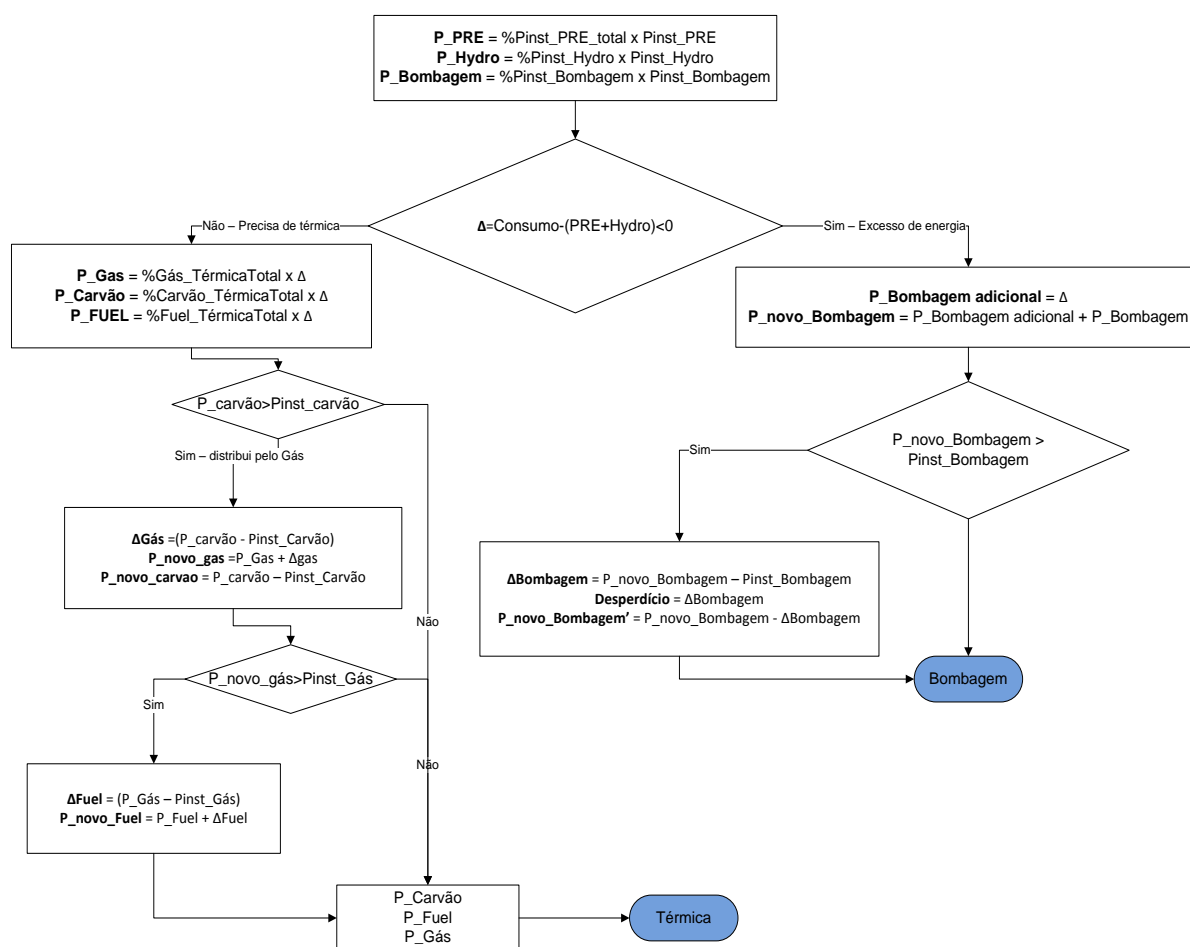 P_PRE = %Pinst_PRE_total x Pinst_PRE
P_Hydro = %Pinst_Hydro x Pinst_Hydro
P_Bombagem = %Pinst_Bombagem x Pinst_Bombagem
Δ=Consumo-(PRE+Hydro)<0
Não – Precisa de térmica
Sim – Excesso de energia
P_Gas = %Gás_TérmicaTotal x Δ
P_Carvão = %Carvão_TérmicaTotal x Δ
P_FUEL = %Fuel_TérmicaTotal x Δ
P_Bombagem adicional = Δ
P_novo_Bombagem = P_Bombagem adicional + P_Bombagem
P_carvão>Pinst_carvão
Sim – distribui pelo Gás
P_novo_Bombagem >
Pinst_Bombagem
Sim
ΔGás =(P_carvão - Pinst_Carvão)
P_novo_gas =P_Gas + Δgas
P_novo_carvao = P_carvão – Pinst_Carvão
ΔBombagem = P_novo_Bombagem – Pinst_Bombagem
Desperdício = ΔBombagem
P_novo_Bombagem’ = P_novo_Bombagem - ΔBombagem
Não
P_novo_gás>Pinst_Gás
Bombagem
Sim
Não
ΔFuel = (P_Gás – Pinst_Gás)
P_novo_Fuel = P_Fuel + ΔFuel
P_Carvão
P_Fuel
P_Gás
Térmica